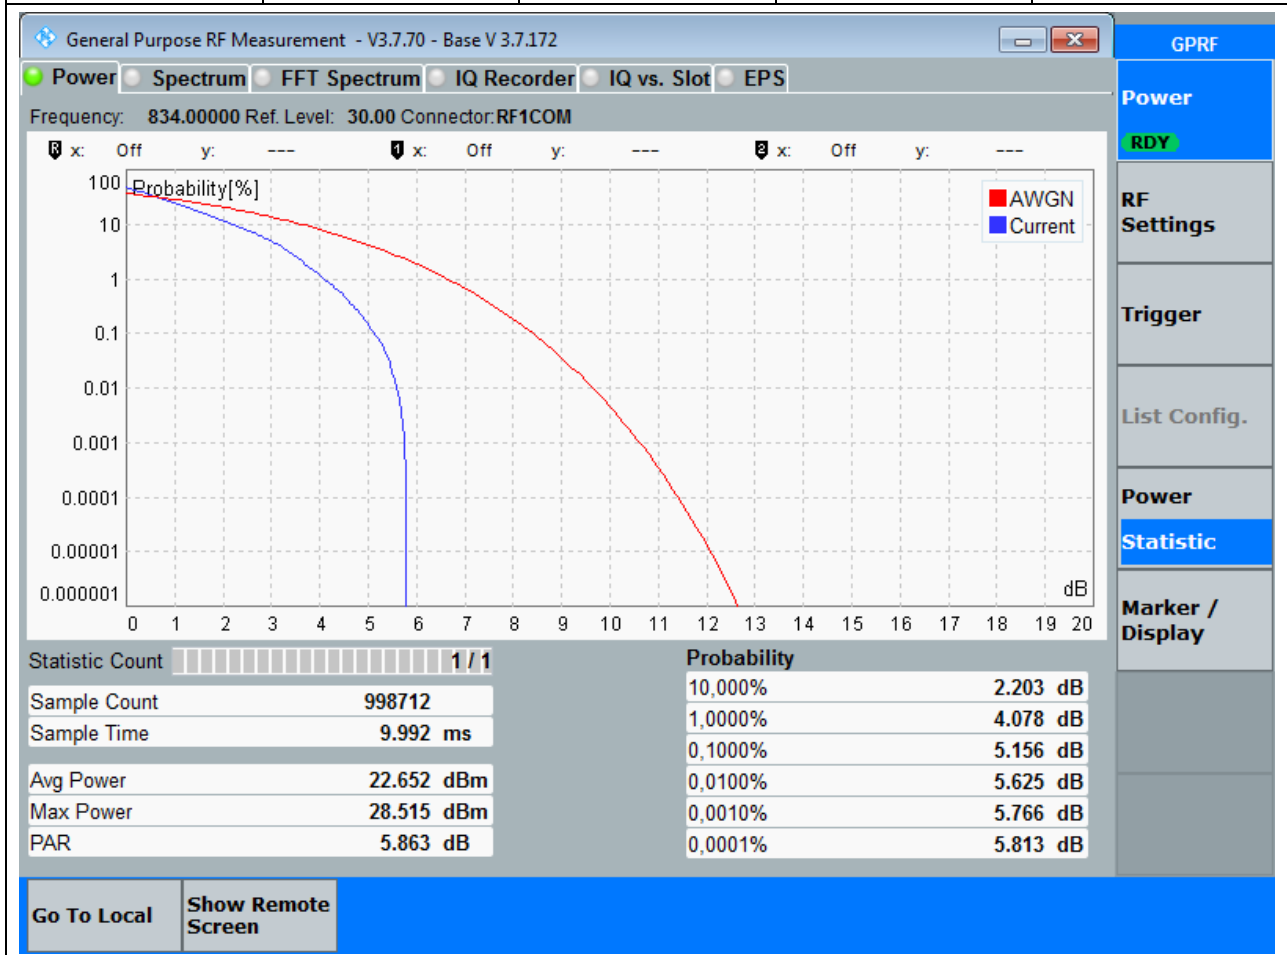 General Purpose RF Measurement - V3.7.70 - Base V 3.7.172
GPRF
Power Spectrum FFT Spectrum IQ Recorder IQ vs. Slot EPS
Frequency: 834.00000 Ref. Level: 30.00 Connector:RF1COM
R x: Off y: --- 1 x: Off y: --- 2 x: Off y: ---
Probability[%]
100
10
1
0.1
0.01
0.001
0.0001
0.00001
0.000001
AWGN
Current
dB
0 1 2 3 4 5 6 7 8 9 10 11 12 13 14 15 16 17 18 19 20
Statistic Count 1 / 1
Sample Count 998712
Sample Time 9.992 ms
Avg Power 22.652 dBm
Max Power 28.515 dBm
PAR 5.863 dB
Probability
10,000% 2.203 dB
1,0000% 4.078 dB
0,1000% 5.156 dB
0,0100% 5.625 dB
0,0010% 5.766 dB
0,0001% 5.813 dB
Power
RDY
RF
Settings
Trigger
List Config.
Power
Statistic
Marker /
Display
Go To Local
Show Remote
Screen